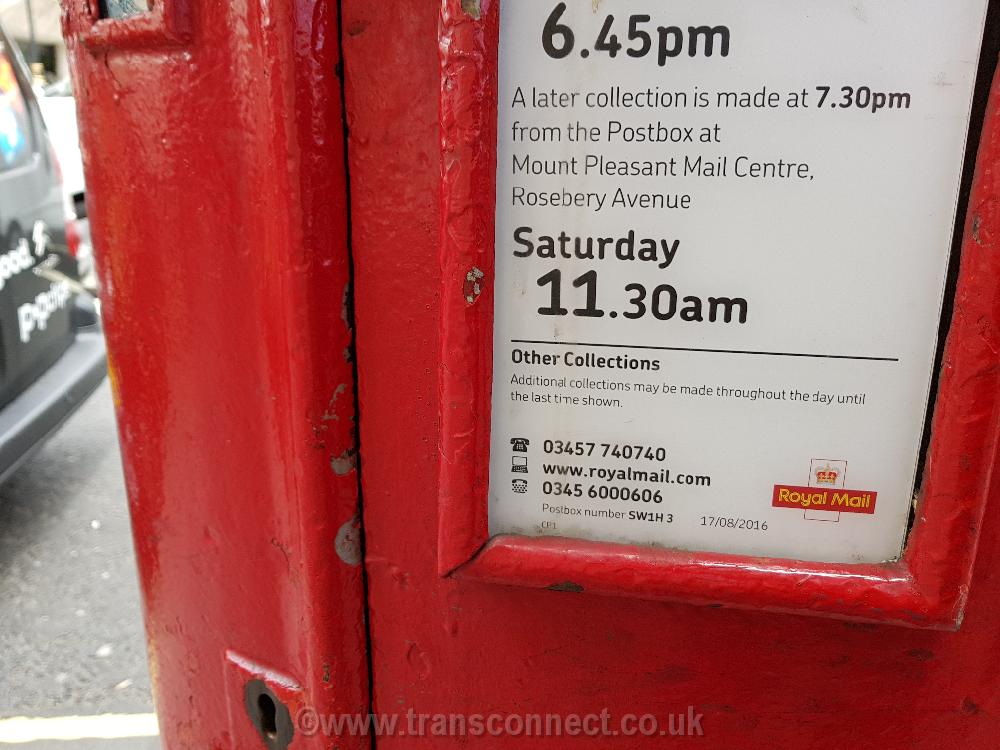 6.45pm
A later collection is made at 7.30pm
from the Postbox at
Mount Pleasant Mail Centre,
Rosebery Avenue
Saturday
11.30am
Other Collections
Additional collections may be made throughout the day until
the last time shown.
03457 740740
www.royalmail.com
0345 6000606
Postbox number SW1H 3 17/08/2016
CP1
Royal Mail
©www.transconnect.co.uk